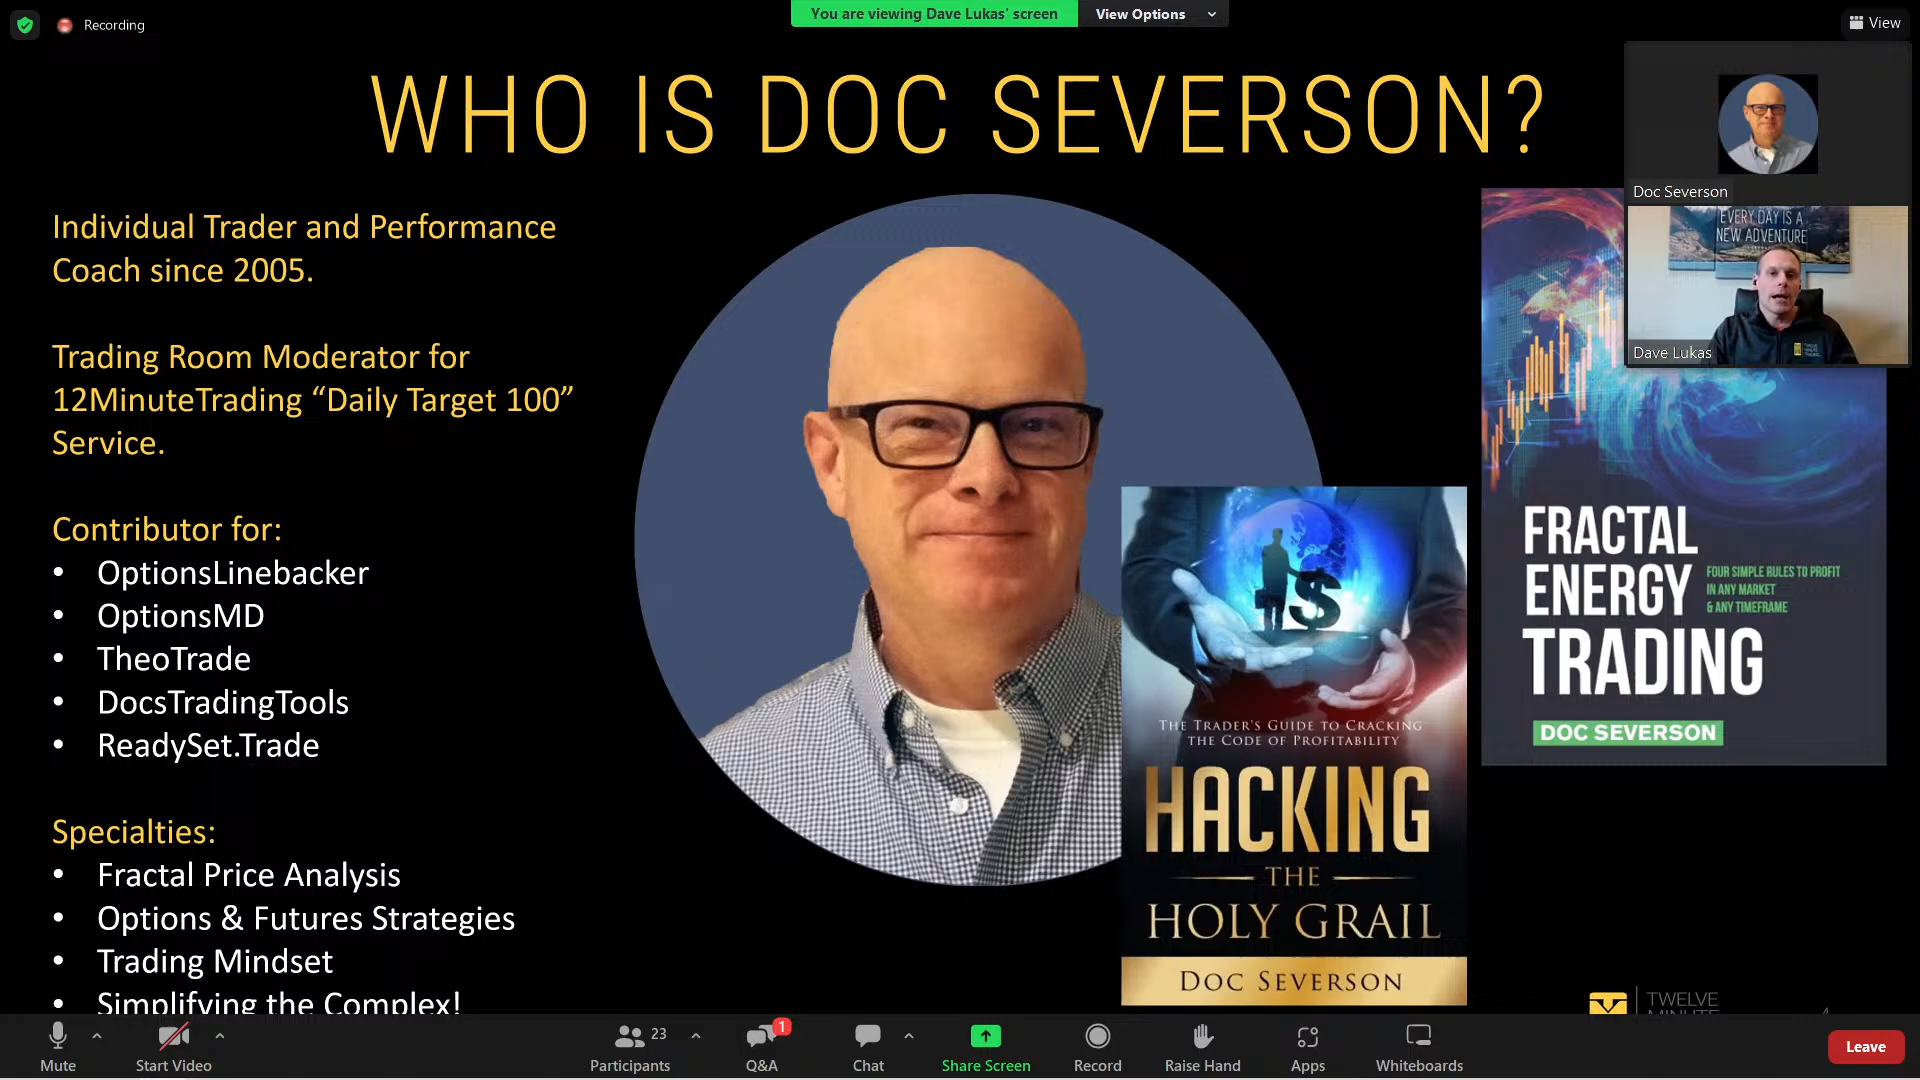 Recording
You are viewing Dave Lukas' screen
View Options
View
WHO IS DOC SEVERSON?
Doc Severson
EVERY DAY IS A
NEW ADVENTURE
Dave Lukas
Individual Trader and Performance
Coach since 2005.
Trading Room Moderator for
12MinuteTrading “Daily Target 100”
Service.
Contributor for:
• OptionsLinebacker
• OptionsMD
• TheoTrade
• DocsTradingTools
• ReadySet.Trade
Specialties:
• Fractal Price Analysis
• Options & Futures Strategies
• Trading Mindset
• Simplifying the Complex!
THE TRADER'S GUIDE TO CRACKING
THE CODE OF PROFITABILITY
HACKING
THE
HOLY GRAIL
DOC SEVERSON
FRACTAL
ENERGY
TRADING
FOUR SIMPLE RULES TO PROFIT
IN ANY MARKET
& ANY TIMEFRAME
DOC SEVERSON
TWELVE
MINUTE
4
Mute
Start Video
23
Participants
1
Q&A
Chat
Share Screen
Record
Raise Hand
Apps
Whiteboards
Leave